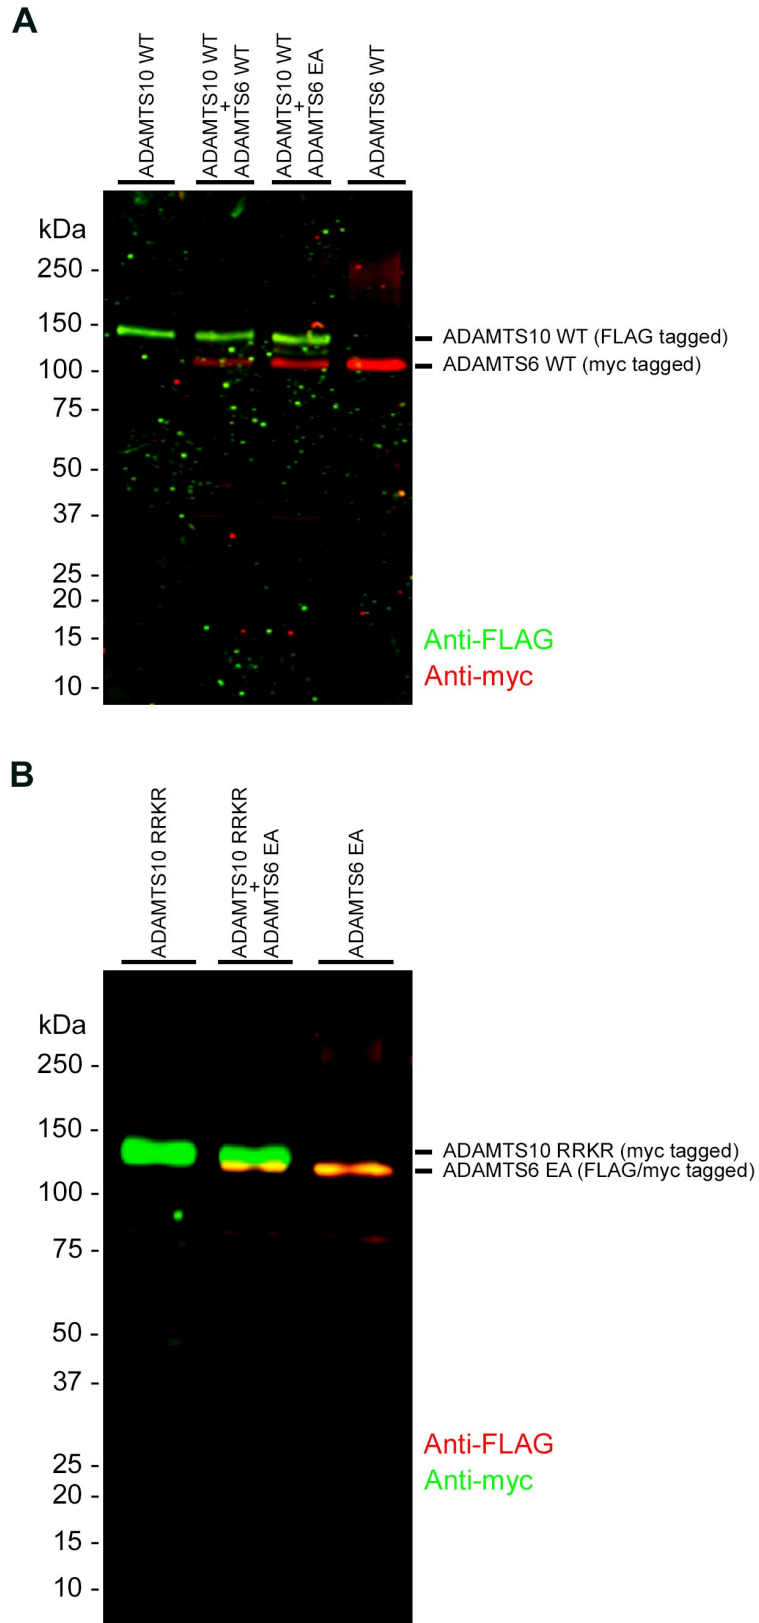 A
ADAMTS10 WT
ADAMTS10 WT
+
ADAMTS6 WT
ADAMTS10 WT
+
ADAMTS6 EA
ADAMTS6 WT
kDa
250 -
150 -
100 -
75 -
50 -
37 -
25 -
20 -
15 -
10 -
ADAMTS10 WT (FLAG tagged)
ADAMTS6 WT (myc tagged)
Anti-FLAG
Anti-myc
B
ADAMTS10 RRKR
ADAMTS10 RRKR
+
ADAMTS6 EA
ADAMTS6 EA
kDa
250 -
150 -
100 -
75 -
50 -
37 -
25 -
20 -
15 -
10 -
ADAMTS10 RRKR (myc tagged)
ADAMTS6 EA (FLAG/myc tagged)
Anti-FLAG
Anti-myc